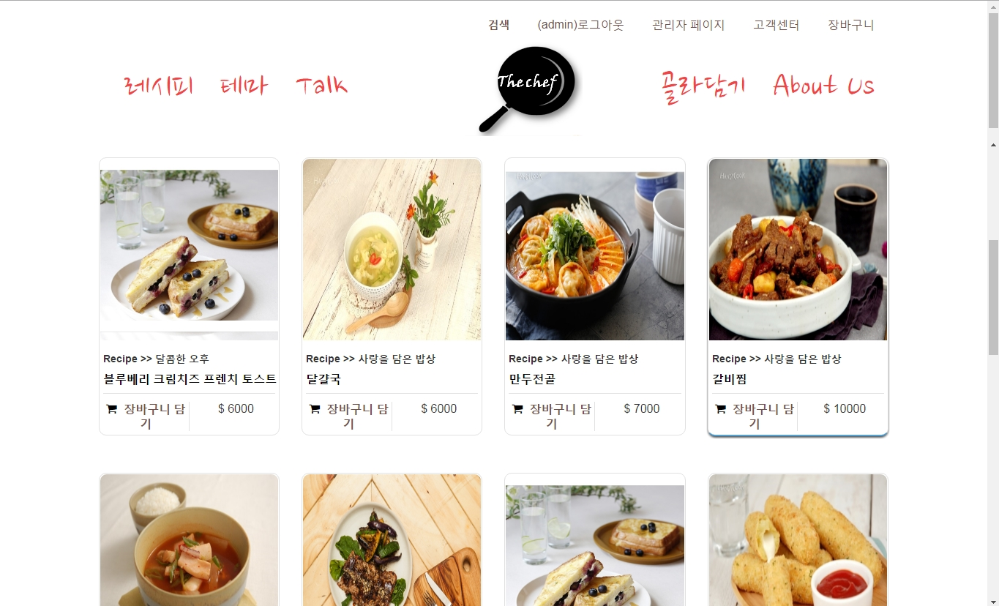 검색 (admin)로그아웃 관리자 페이지 고객센터 장바구니
레시피 테마 Talk Thechef 골라담기 About Us
Recipe >> 달콤한 오후
블루베리 크림치즈 프렌치 토스트
장바구니 담
기
$ 6000
Recipe >> 사랑을 담은 밥상
달걀국
장바구니 담
기
$ 6000
Recipe >> 사랑을 담은 밥상
만두전골
장바구니 담
기
$ 7000
Recipe >> 사랑을 담은 밥상
갈비찜
장바구니 담
기
$ 10000